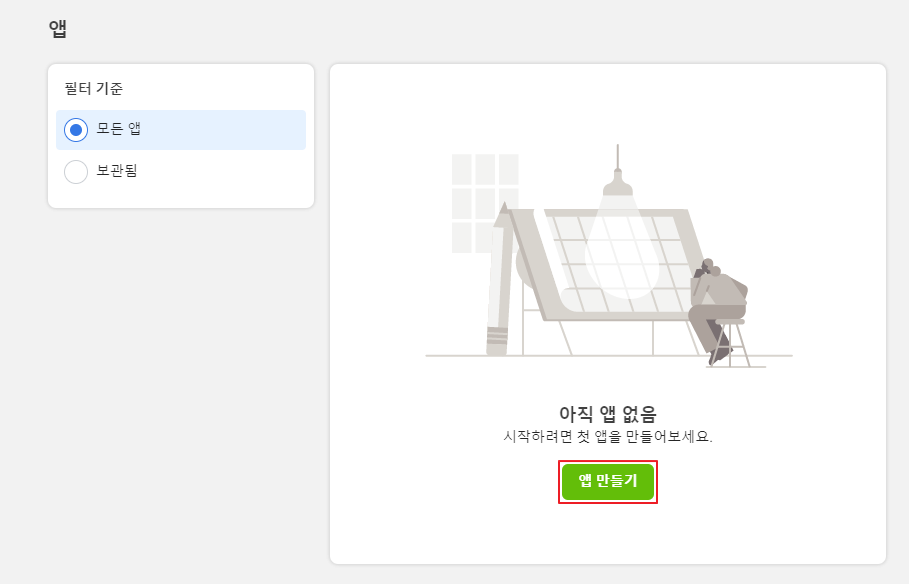 앱
필터 기준
모든 앱
보관됨
아직 앱 없음
시작하려면 첫 앱을 만들어보세요.
앱 만들기